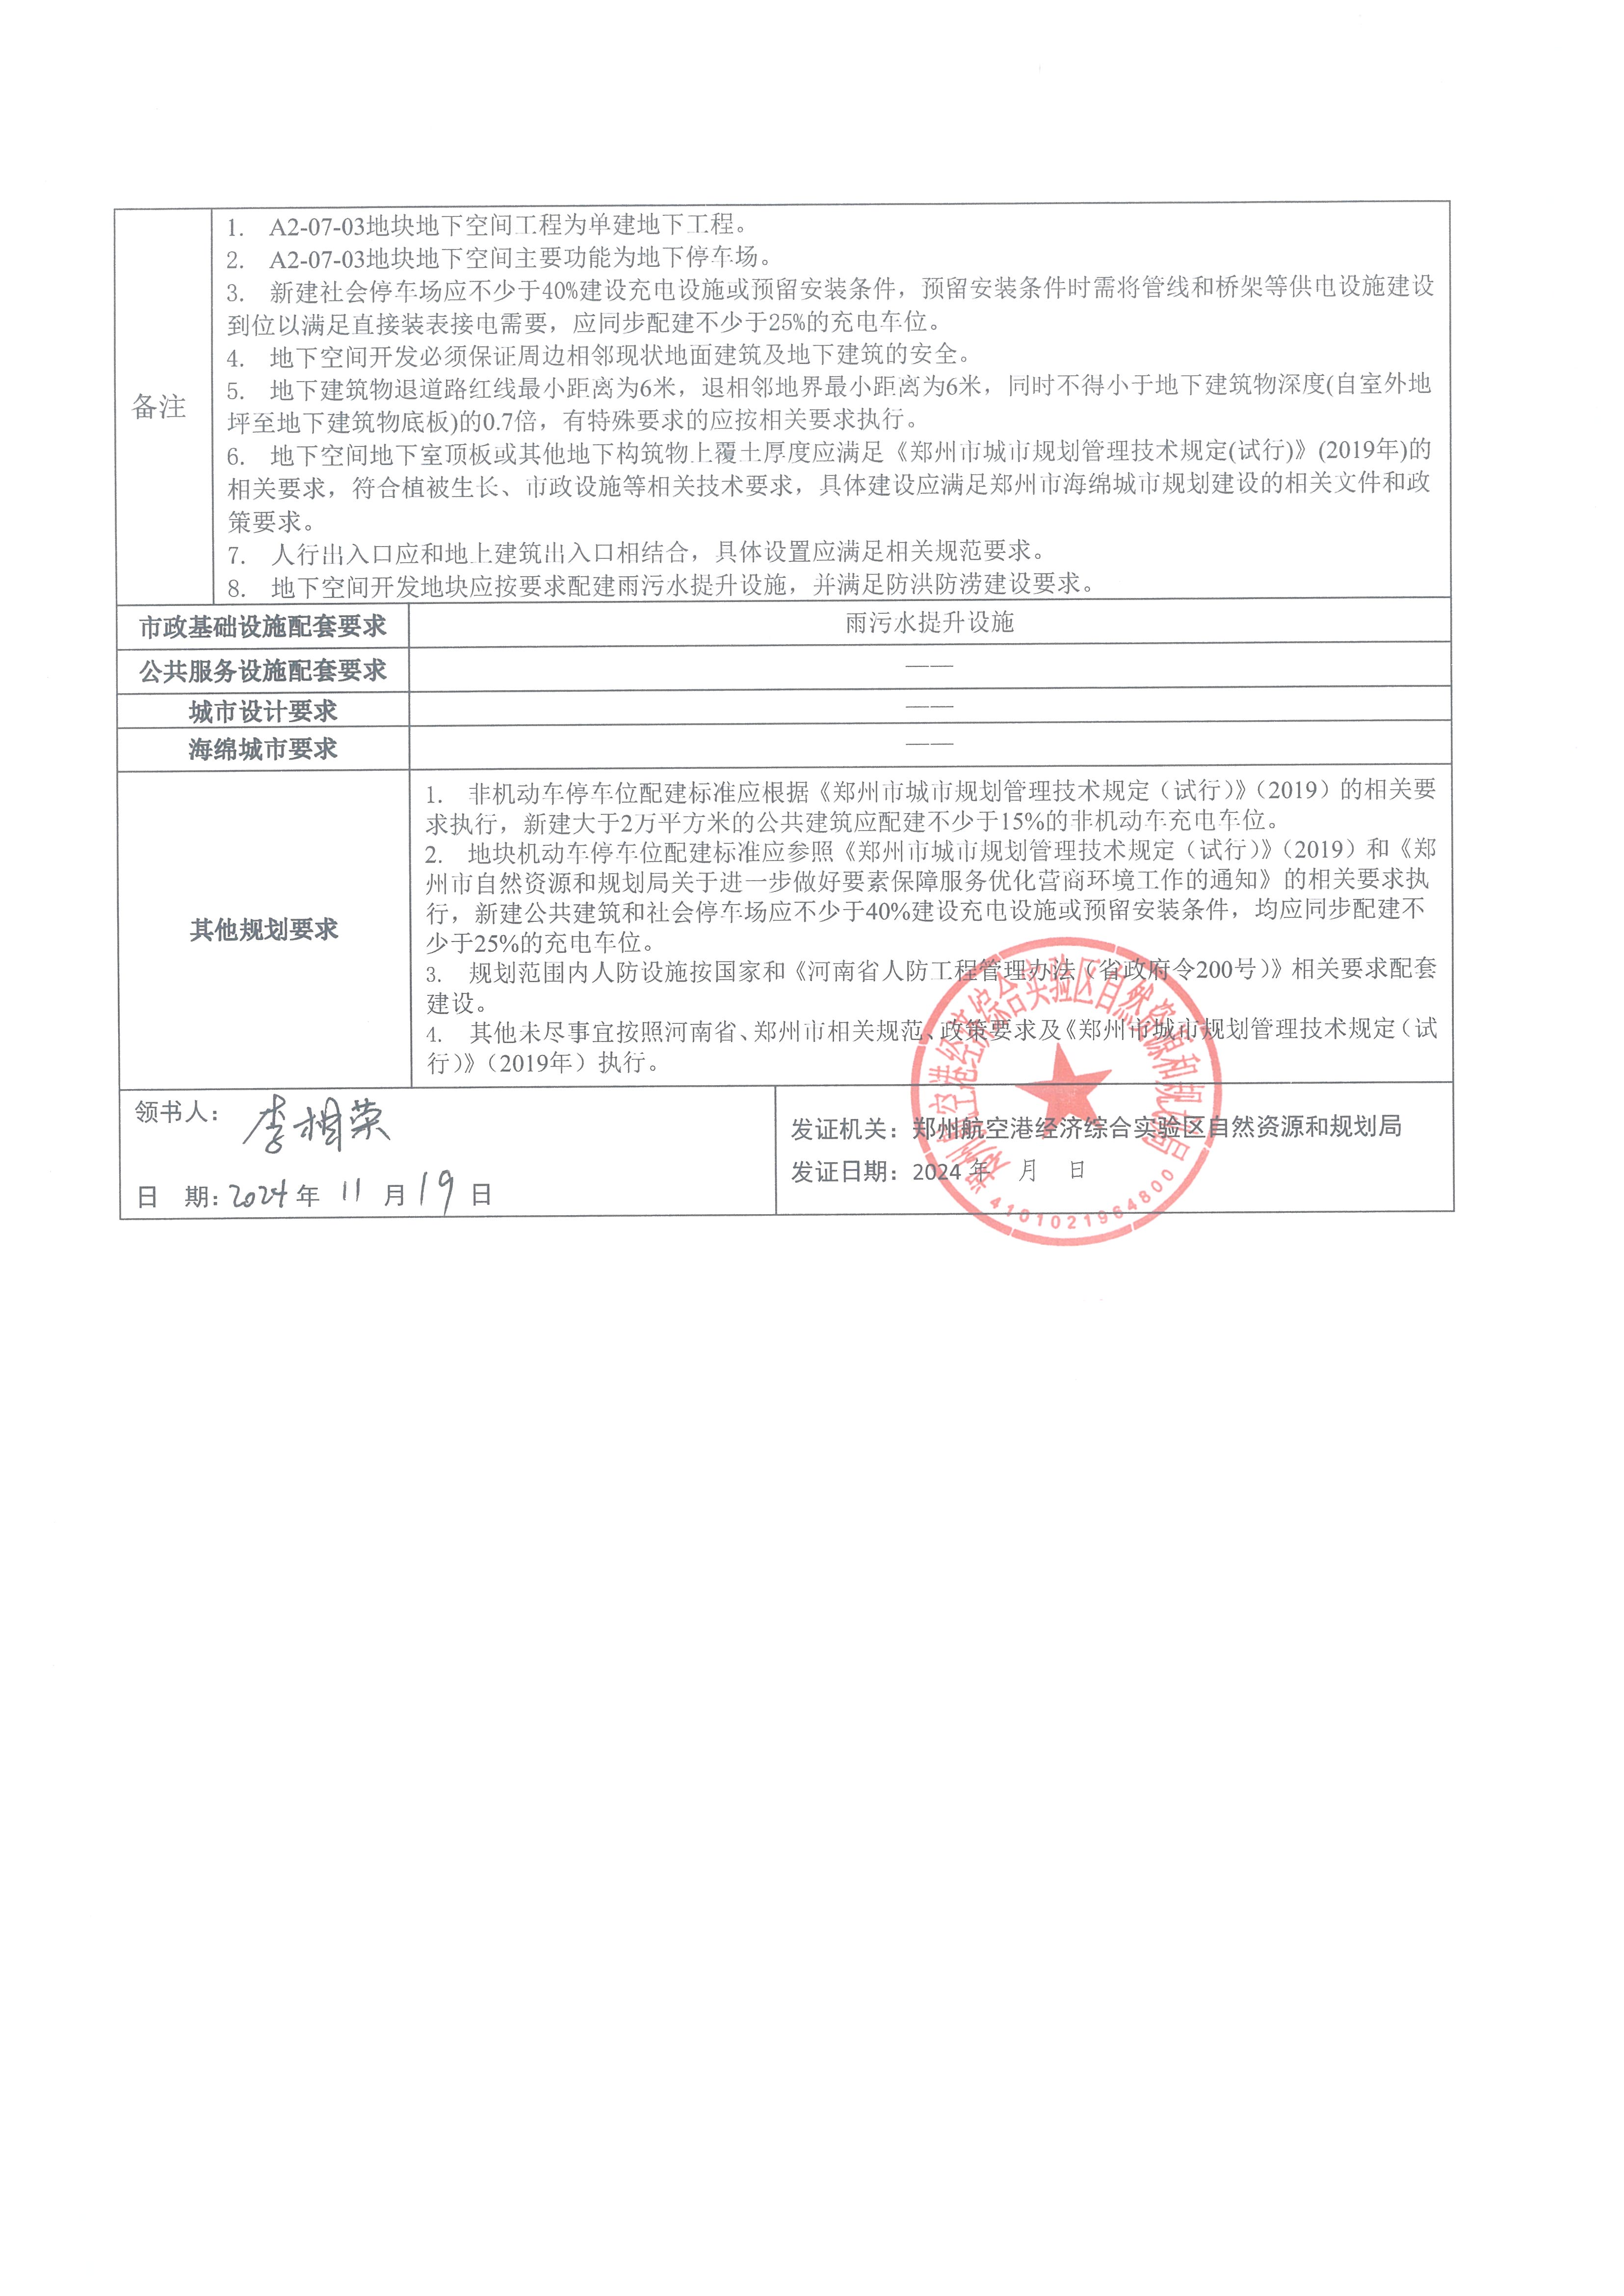 备注
1. A2-07-03地块地下空间工程为单建地下工程。
2. A2-07-03地块地下空间主要功能为地下停车场。
3. 新建社会停车场应不少于40%建设充电设施或预留安装条件，预留安装条件时需将管线和桥架等供电设施建设
到位以满足直接装表接电需要，应同步配建不少于25%的充电车位。
4. 地下空间开发必须保证周边相邻现状地面建筑及地下建筑的安全。
5. 地下建筑物退道路红线最小距离为6米，退相邻地界最小距离为6米，同时不得小于地下建筑物深度(自室外地
坪至地下建筑物底板)的0.7倍，有特殊要求的应按相关要求执行。
6. 地下空间地下室顶板或其他地下构筑物上覆土厚度应满足《郑州市城市规划管理技术规定(试行)》(2019年)的
相关要求，符合植被生长、市政设施等相关技术要求，具体建设应满足郑州市海绵城市规划建设的相关文件和政
策要求。
7. 人行出入口应和地上建筑出入口相结合，具体设置应满足相关规范要求。
8. 地下空间开发地块应按要求配建雨污水提升设施，并满足防洪防涝建设要求。
市政基础设施配套要求 雨污水提升设施
公共服务设施配套要求 ——
城市设计要求 ——
海绵城市要求 ——
其他规划要求
1. 非机动车停车位配建标准应根据《郑州市城市规划管理技术规定（试行）》（2019）的相关要
求执行，新建大于2万平方米的公共建筑应配建不少于15%的非机动车充电车位。
2. 地块机动车停车位配建标准应参照《郑州市城市规划管理技术规定（试行）》（2019）和《郑
州市自然资源和规划局关于进一步做好要素保障服务优化营商环境工作的通知》的相关要求执
行，新建公共建筑和社会停车场应不少于40%建设充电设施或预留安装条件，均应同步配建不
少于25%的充电车位。
3. 规划范围内人防设施按国家和《河南省人防工程管理办法（省政府令200号）》相关要求配套
建设。
4. 其他未尽事宜按照河南省、郑州市相关规范、政策要求及《郑州市城市规划管理技术规定（试
行）》（2019年）执行。
领书人：李相荣
日 期：2024年 11 月 19 日
发证机关：郑州航空港经济综合实验区自然资源和规划局
发证日期：2024年 月 日
郑州航空港经济综合实验区自然资源和规划局
4101021964800